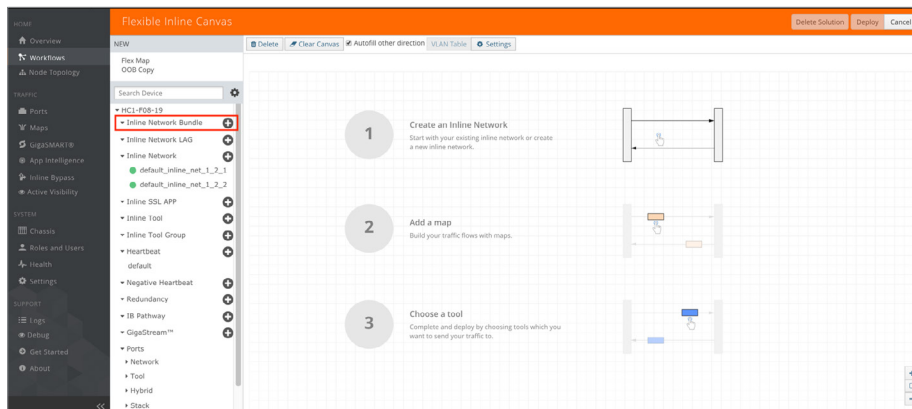 Flexible Inline Canvas
Delete Solution
Deploy
Cancel
HOME
Overview
Workflows
Node Topology
TRAFFIC
Ports
Maps
GigaSMART®
App Intelligence
Inline Bypass
Active Visibility
SYSTEM
Chassis
Roles and Users
Health
Settings
SUPPORT
Logs
Debug
Get Started
About
NEW
Flex Map
OOB Copy
Search Device
HC1-F08-19
Inline Network Bundle
Inline Network LAG
Inline Network
default_inline_net_1_2_1
default_inline_net_1_2_2
Inline SSL APP
Inline Tool
Inline Tool Group
Heartbeat
default
Negative Heartbeat
Redundancy
IB Pathway
GigaStream™
Ports
Network
Tool
Hybrid
Stack
Delete
Clear Canvas
Autofill other direction
VLAN Table
Settings
1
Create an Inline Network
Start with your existing inline network or create
a new inline network.
2
Add a map
Build your traffic flows with maps.
3
Choose a tool
Complete and deploy by choosing tools which you
want to send your traffic to.